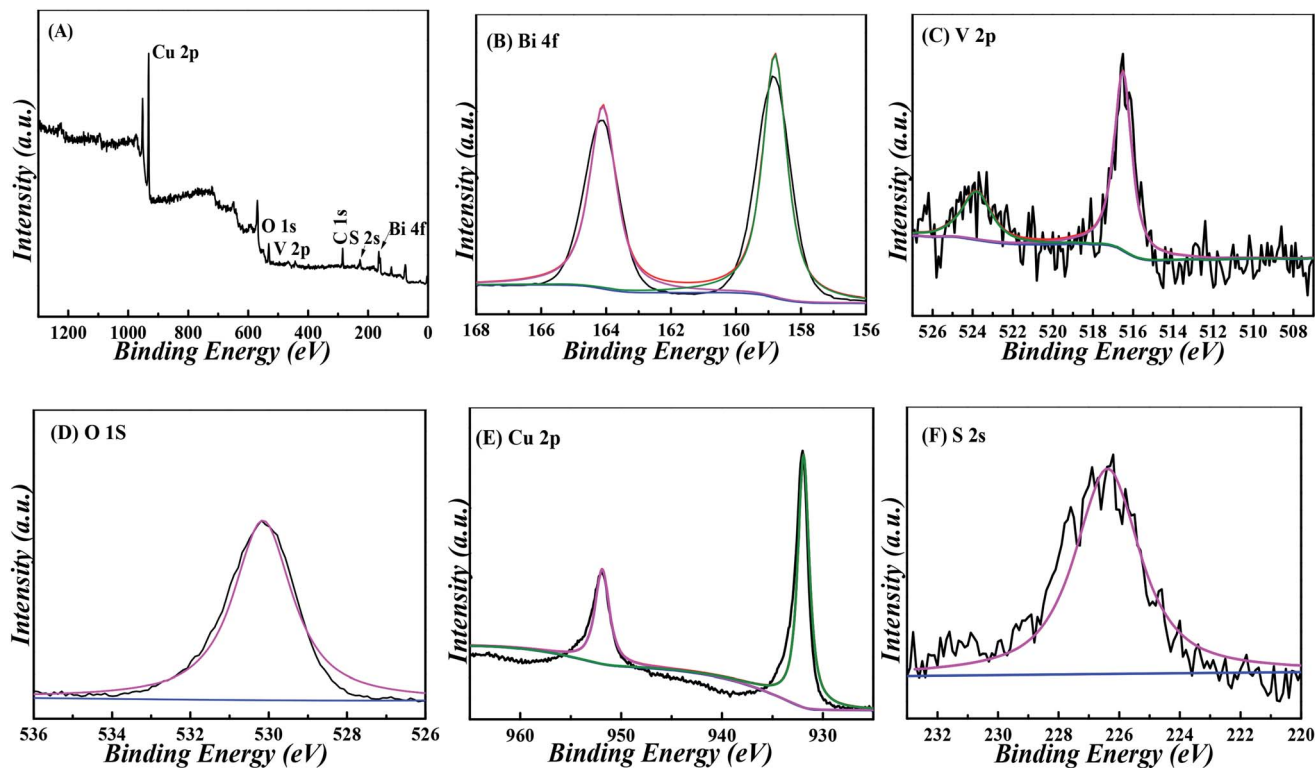 (A)
Cu 2p
O 1s
V 2p
C 1s
S 2s
Bi 4f
Intensity (a.u.)
1200 1000 800 600 400 200 0
Binding Energy (eV)
(B) Bi 4f
Intensity (a.u.)
168 166 164 162 160 158 156
Binding Energy (eV)
(C) V 2p
Intensity (a.u.)
526 524 522 520 518 516 514 512 510 508
Binding Energy (eV)
(D) O 1S
Intensity (a.u.)
536 534 532 530 528 526
Binding Energy (eV)
(E) Cu 2p
Intensity (a.u.)
960 950 940 930
Binding Energy (eV)
(F) S 2s
Intensity (a.u.)
232 230 228 226 224 222 220
Binding Energy (eV)